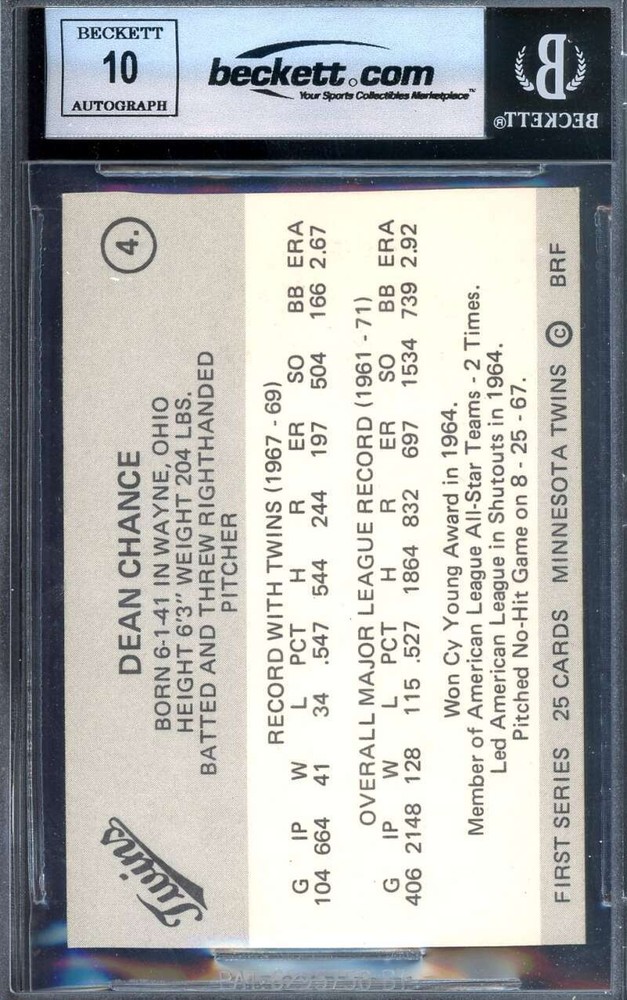 BECKETT
10
AUTOGRAPH
beckett.com
Your Sports Collectibles Marketplace™
B
BECKETT®
4.
DEAN CHANCE
BORN 6-1-41 IN WAYNE, OHIO
HEIGHT 6'3" WEIGHT 204 LBS.
BATTED AND THREW RIGHTHANDED
PITCHER
Twins
RECORD WITH TWINS (1967 - 69)
G IP W L PCT H R ER SO BB ERA
104 664 41 34 .547 544 244 197 504 166 2.67
OVERALL MAJOR LEAGUE RECORD (1961 - 71)
G IP W L PCT H R ER SO BB ERA
406 2148 128 115 .527 1864 832 697 1534 739 2.92
Won Cy Young Award in 1964.
Member of American League All-Star Teams - 2 Times.
Led American League in Shutouts in 1964.
Pitched No-Hit Game on 8 - 25 - 67.
FIRST SERIES 25 CARDS MINNESOTA TWINS © BRF